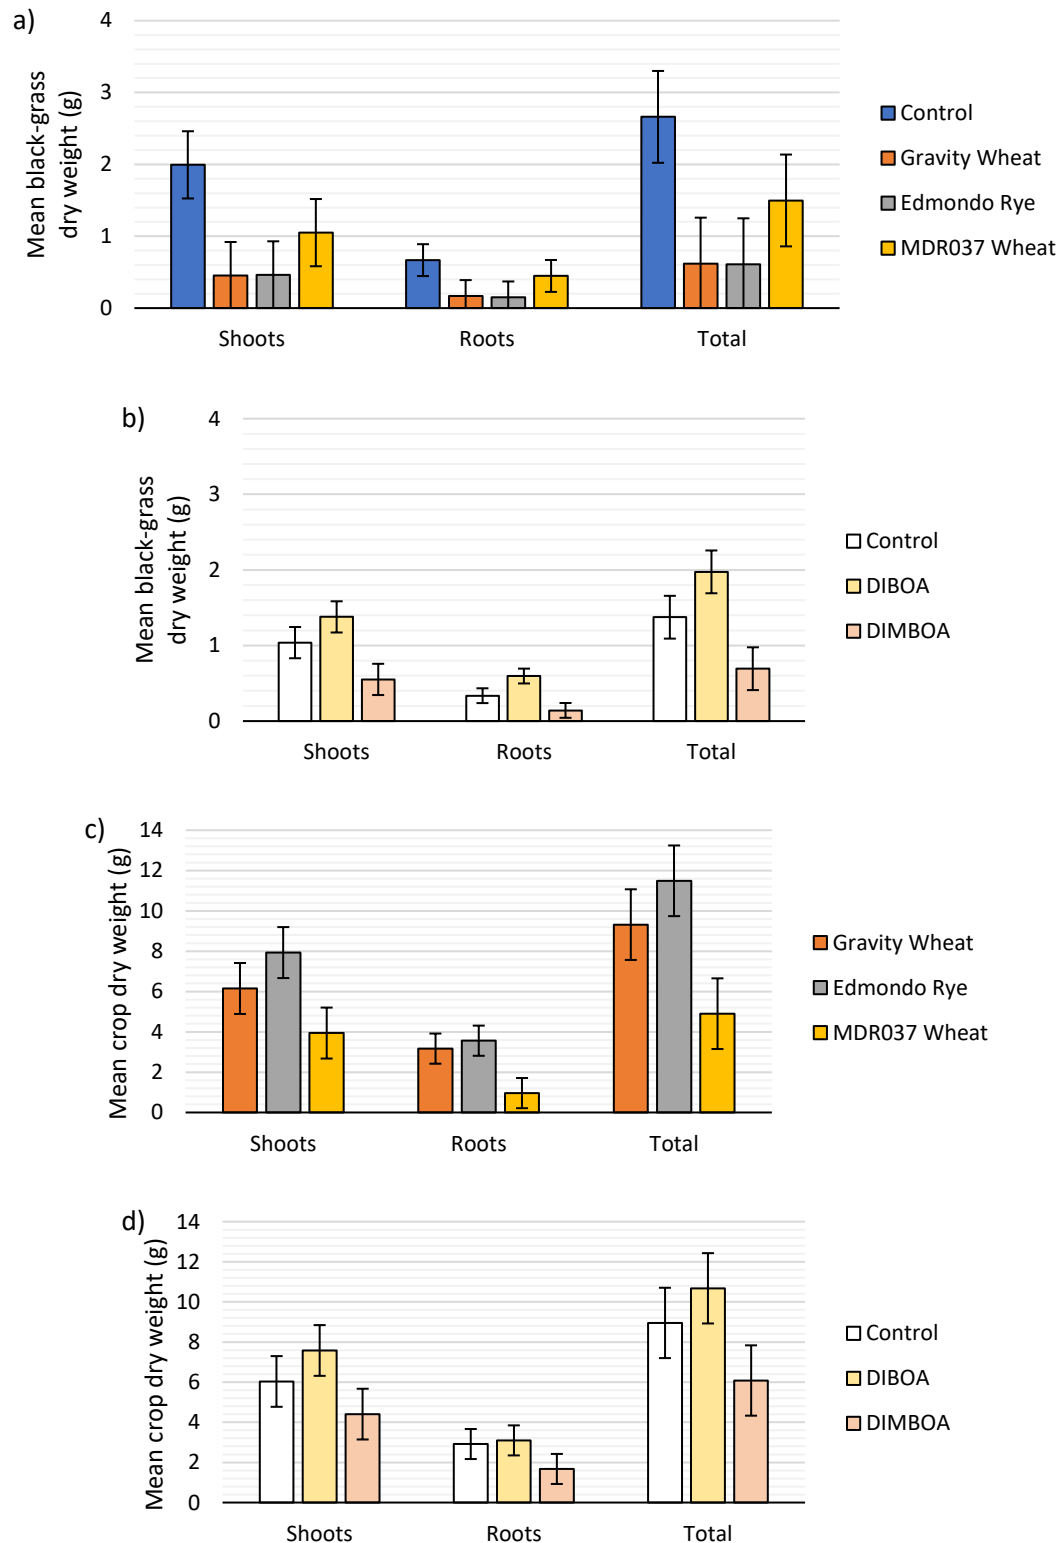 a)
Mean black-grass
dry weight (g)
4
3
2
1
0
Shoots
Roots
Total
Control
Gravity Wheat
Edmondo Rye
MDR037 Wheat
b)
Mean black-grass
dry weight (g)
4
3
2
1
0
Shoots
Roots
Total
Control
DIBOA
DIMBOA
c)
Mean crop dry weight (g)
14
12
10
8
6
4
2
0
Shoots
Roots
Total
Gravity Wheat
Edmondo Rye
MDR037 Wheat
d)
Mean crop dry weight (g)
14
12
10
8
6
4
2
0
Shoots
Roots
Total
Control
DIBOA
DIMBOA